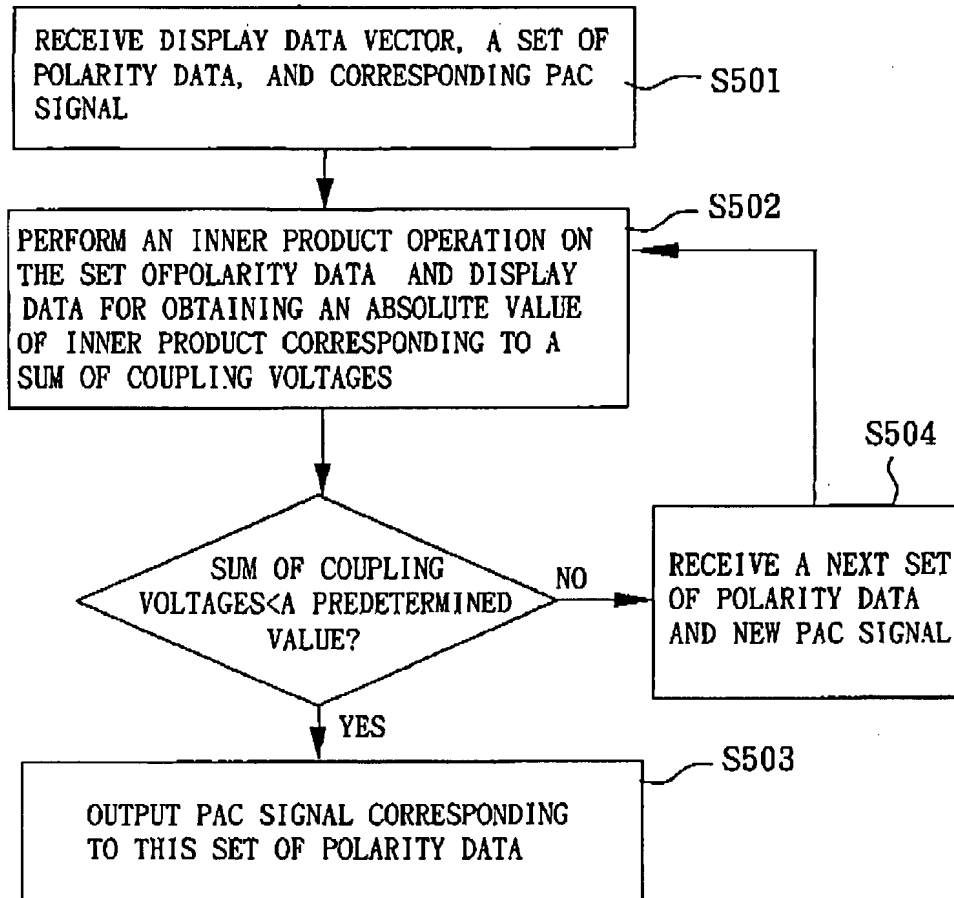 RECEIVE DISPLAY DATA VECTOR, A SET OF
POLARITY DATA, AND CORRESPONDING PAC
SIGNAL
S501
S502
PERFORM AN INNER PRODUCT OPERATION ON
THE SET OFPOLARITY DATA AND DISPLAY
DATA FOR OBTAINING AN ABSOLUTE VALUE
OF INNER PRODUCT CORRESPONDING TO A
SUM OF COUPLING VOLTAGES
S504
SUM OF COUPLING
VOLTAGES<A PREDETERMINED
VALUE?
NO
RECEIVE A NEXT SET
OF POLARITY DATA
AND NEW PAC SIGNAL
YES
S503
OUTPUT PAC SIGNAL CORRESPONDING
TO THIS SET OF POLARITY DATA